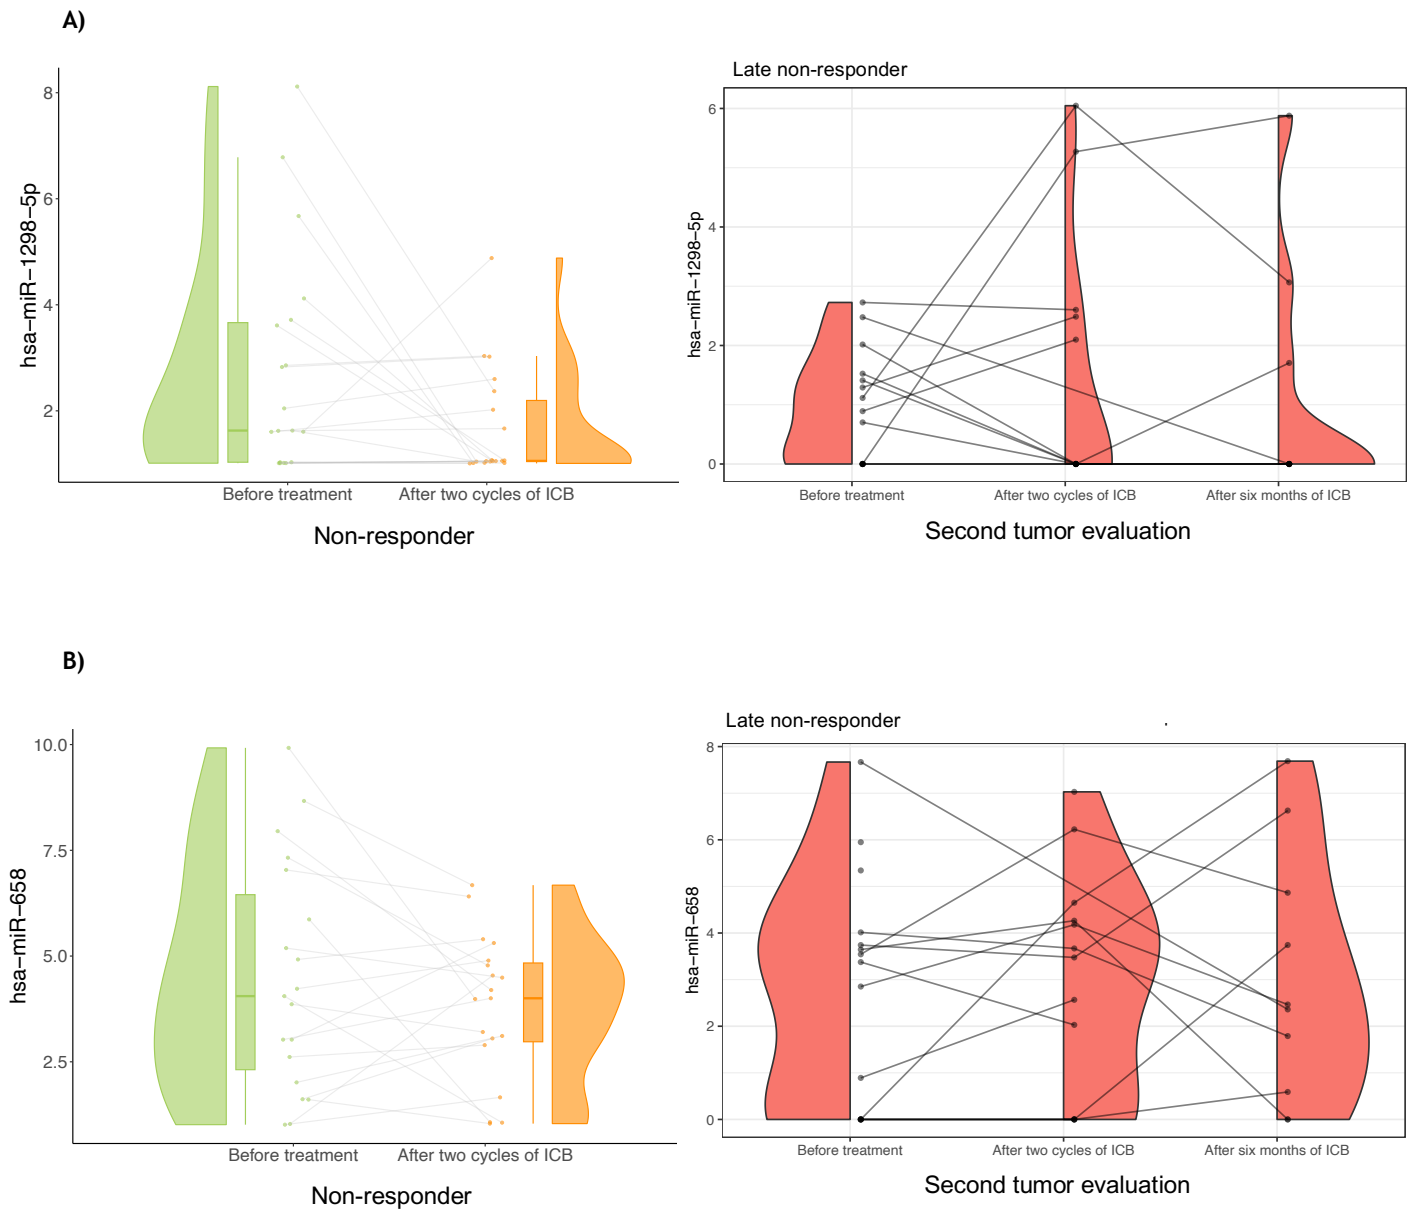 A)
Late non-responder
8
6
4
2
hsa−miR−1298−5p
Before treatment
After two cycles of ICB
Non-responder
6
4
2
0
hsa−miR−1298−5p
Before treatment
After two cycles of ICB
After six months of ICB
Second tumor evaluation
B)
Late non-responder
10.0
7.5
5.0
2.5
hsa−miR−658
Before treatment
After two cycles of ICB
Non-responder
8
6
4
2
0
hsa−miR−658
Before treatment
After two cycles of ICB
After six months of ICB
Second tumor evaluation